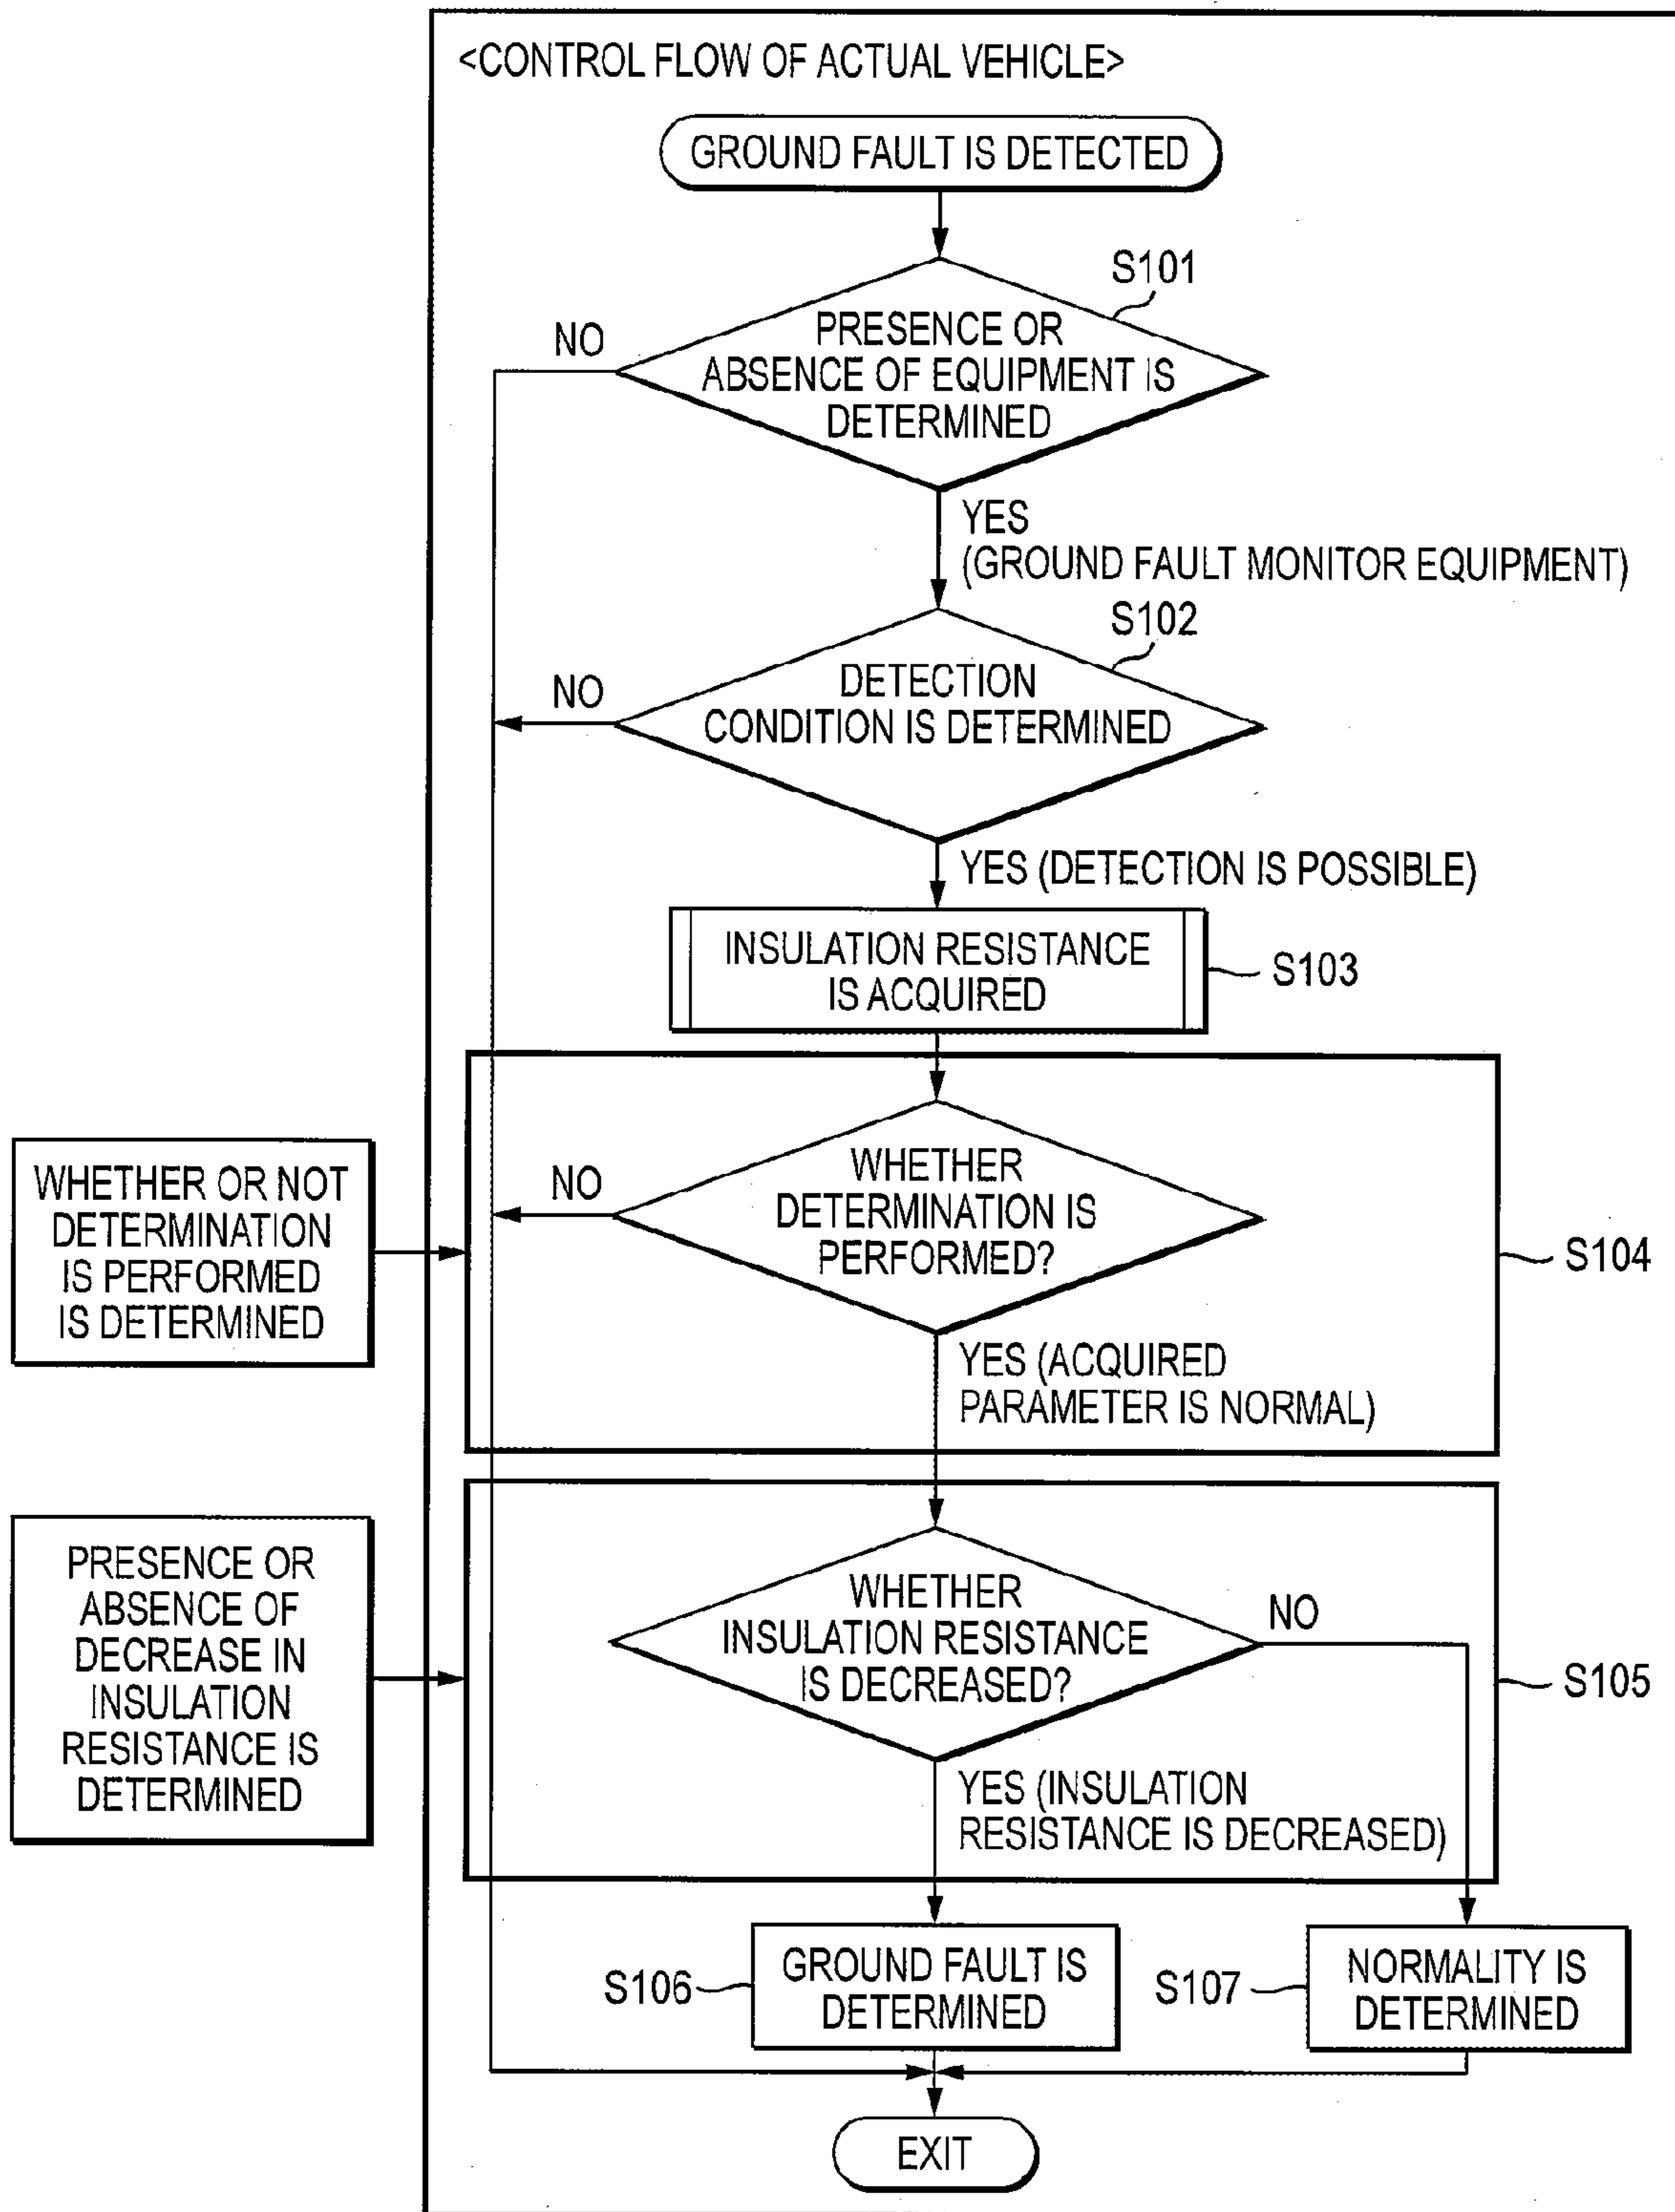 <CONTROL FLOW OF ACTUAL VEHICLE>
GROUND FAULT IS DETECTED
S101
PRESENCE OR
ABSENCE OF EQUIPMENT IS
DETERMINED
NO
YES
(GROUND FAULT MONITOR EQUIPMENT)
S102
DETECTION
CONDITION IS DETERMINED
NO
YES (DETECTION IS POSSIBLE)
INSULATION RESISTANCE
IS ACQUIRED
S103
WHETHER OR NOT
DETERMINATION
IS PERFORMED
IS DETERMINED
NO
WHETHER
DETERMINATION IS
PERFORMED?
S104
YES (ACQUIRED
PARAMETER IS NORMAL)
PRESENCE OR
ABSENCE OF
DECREASE IN
INSULATION
RESISTANCE IS
DETERMINED
WHETHER
INSULATION RESISTANCE
IS DECREASED?
NO
S105
YES (INSULATION
RESISTANCE IS DECREASED)
S106
GROUND FAULT IS
DETERMINED
S107
NORMALITY IS
DETERMINED
EXIT